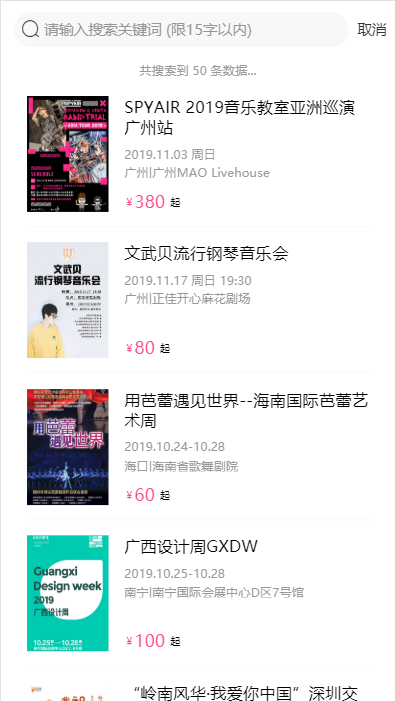 请输入搜索关键词 (限15字以内)
取消
共搜索到 50 条数据...
SPYAIR 2019音乐教室亚洲巡演
广州站
2019.11.03 周日
广州|广州MAO Livehouse
¥380 起
文武贝
流行钢琴音乐会
文武贝流行钢琴音乐会
2019.11.17 周日 19:30
广州|正佳开心麻花剧场
¥80 起
用芭蕾
遇见世界
用芭蕾遇见世界--海南国际芭蕾艺
术周
2019.10.24-10.28
海口|海南省歌舞剧院
¥60 起
Guangxi
Design week
2019
广西设计周
10.25—10.28
广西设计周GXDW
2019.10.25-10.28
南宁|南宁国际会展中心D区7号馆
¥100 起
“岭南风华·我爱你中国”深圳交